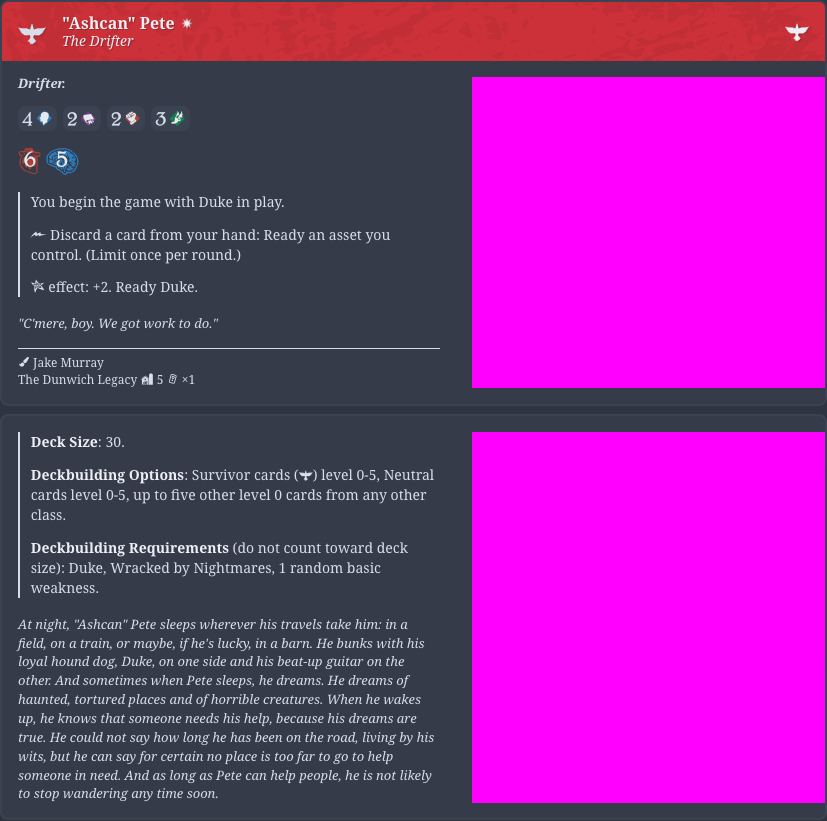 "Ashcan" Pete
The Drifter
Drifter.
4 2 2 3
6 5
You begin the game with Duke in play.
Discard a card from your hand: Ready an asset you
control. (Limit once per round.)
effect: +2. Ready Duke.
"C'mere, boy. We got work to do."
Jake Murray
The Dunwich Legacy 5 ×1
Deck Size: 30.
Deckbuilding Options: Survivor cards () level 0-5, Neutral
cards level 0-5, up to five other level 0 cards from any other
class.
Deckbuilding Requirements (do not count toward deck
size): Duke, Wracked by Nightmares, 1 random basic
weakness.
At night, "Ashcan" Pete sleeps wherever his travels take him: in a
field, on a train, or maybe, if he's lucky, in a barn. He bunks with his
loyal hound dog, Duke, on one side and his beat-up guitar on the
other. And sometimes when Pete sleeps, he dreams. He dreams of
haunted, tortured places and of horrible creatures. When he wakes
up, he knows that someone needs his help, because his dreams are
true. He could not say how long he has been on the road, living by his
wits, but he can say for certain no place is too far to go to help
someone in need. And as long as Pete can help people, he is not likely
to stop wandering any time soon.